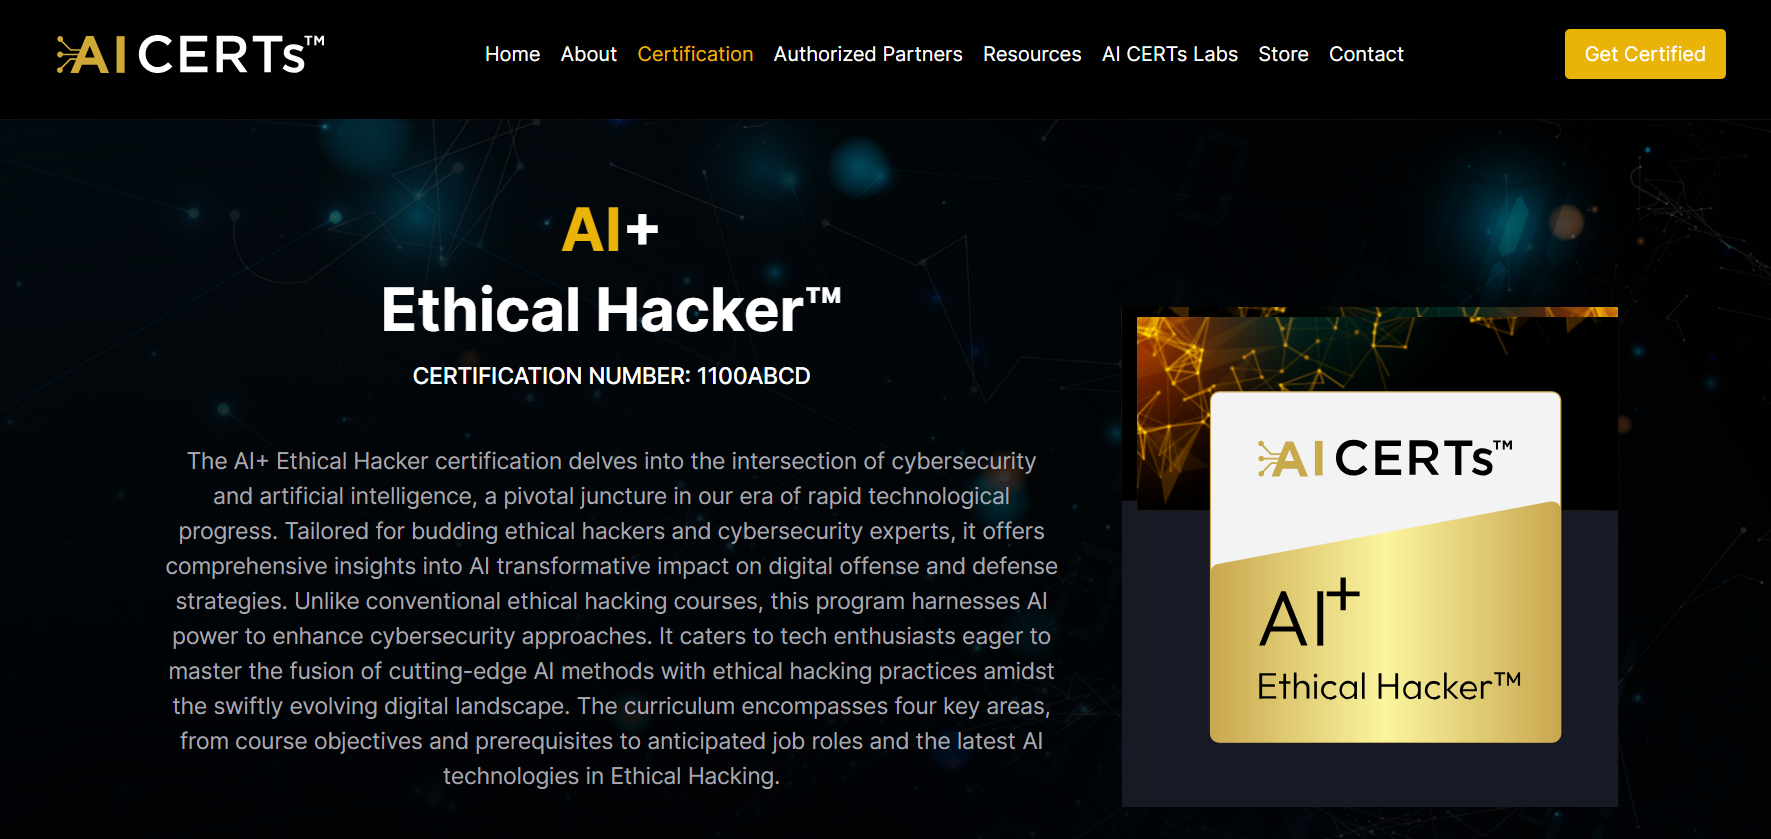 AI CERTs™
Home About Certification Authorized Partners Resources AI CERTs Labs Store Contact
Get Certified
AI+
Ethical Hacker™
CERTIFICATION NUMBER: 1100ABCD
The AI+ Ethical Hacker certification delves into the intersection of cybersecurity
and artificial intelligence, a pivotal juncture in our era of rapid technological
progress. Tailored for budding ethical hackers and cybersecurity experts, it offers
comprehensive insights into AI transformative impact on digital offense and defense
strategies. Unlike conventional ethical hacking courses, this program harnesses AI
power to enhance cybersecurity approaches. It caters to tech enthusiasts eager to
master the fusion of cutting-edge AI methods with ethical hacking practices amidst
the swiftly evolving digital landscape. The curriculum encompasses four key areas,
from course objectives and prerequisites to anticipated job roles and the latest AI
technologies in Ethical Hacking.
AI CERTs™
AI+
Ethical Hacker™